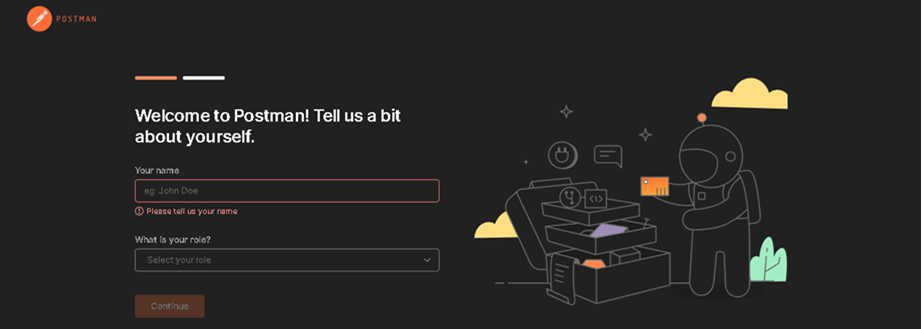 POSTMAN
Welcome to Postman! Tell us a bit
about yourself.
Your name
eg: John Doe
Please tell us your name
What is your role?
Select your role
Continue